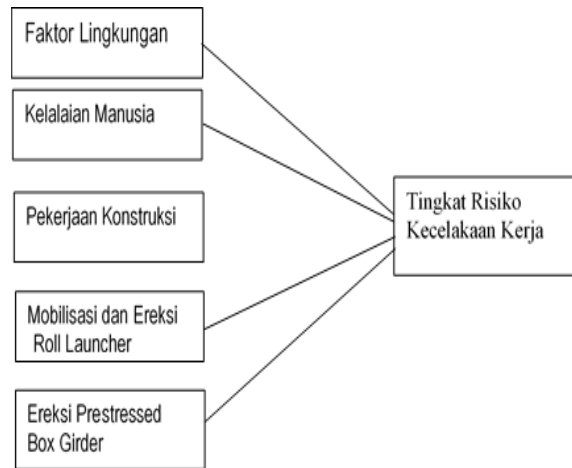 Faktor Lingkungan
Kelalaian Manusia
Pekerjaan Konstruksi
Mobilisasi dan Ereksi
Roll Launcher
Ereksi Prestressed
Box Girder
Tingkat Risiko
Kecelakaan Kerja